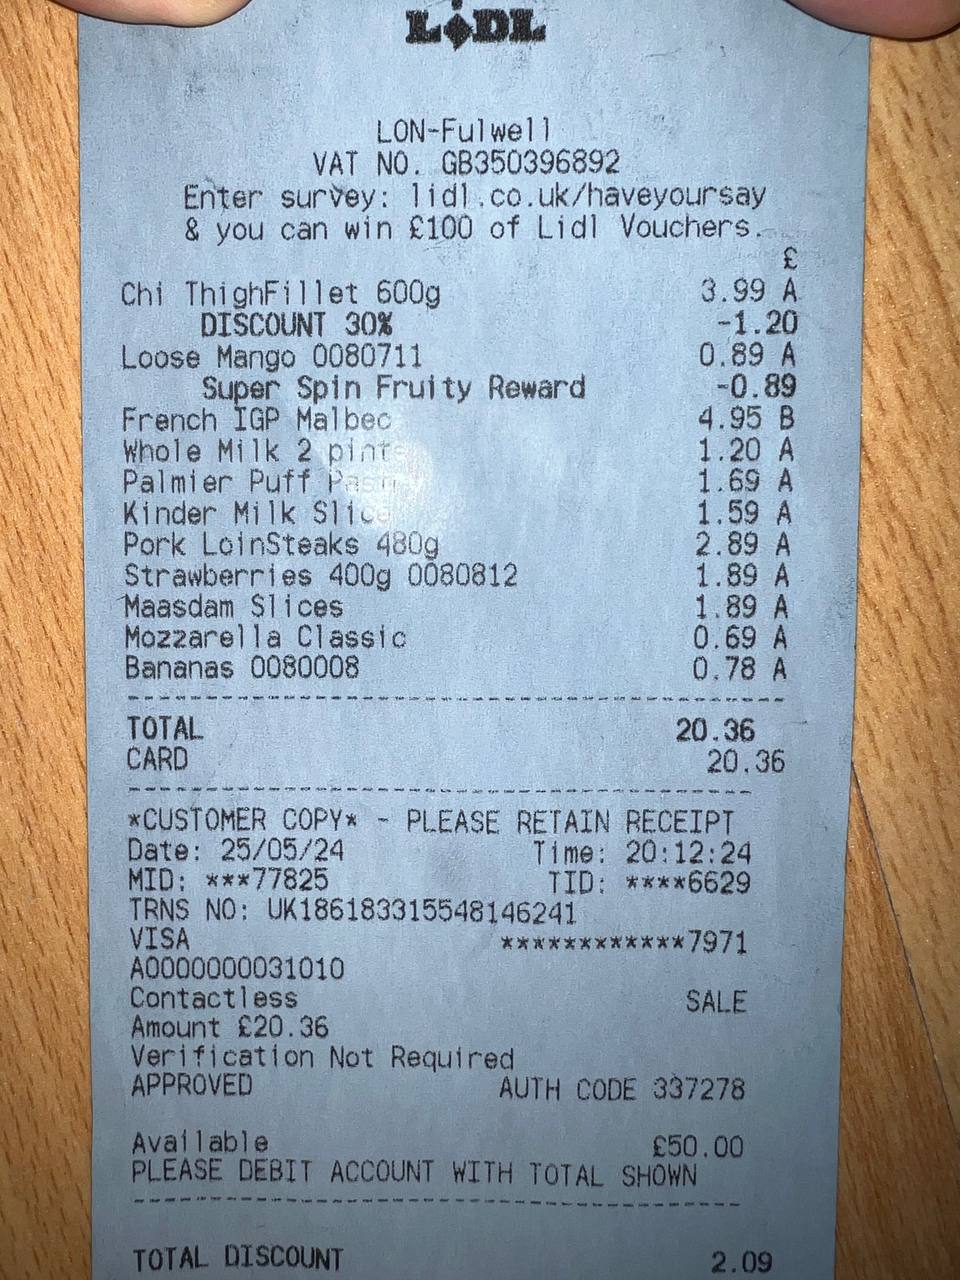 LIDL
LON-Fulwell
VAT NO. GB350396892
Enter survey: lidl.co.uk/haveyoursay
& you can win £100 of Lidl Vouchers.
£
Chi ThighFillet 600g 3.99 A
DISCOUNT 30% -1.20
Loose Mango 0080711 0.89 A
Super Spin Fruity Reward -0.89
French IGP Malbec 4.95 B
Whole Milk 2 pints 1.20 A
Palmier Puff 1.69 A
Kinder Milk Slice 1.59 A
Pork LoinSteaks 480g 2.89 A
Strawberries 400g 0080812 1.89 A
Maasdam Slices 1.89 A
Mozzarella Classic 0.69 A
Bananas 0080008 0.78 A
TOTAL 20.36
CARD 20.36
*CUSTOMER COPY* - PLEASE RETAIN RECEIPT
Date: 25/05/24 Time: 20:12:24
MID: ***77825 TID: ****6629
TRNS NO: UK186183315548146241
VISA ************7971
A0000000031010
Contactless SALE
Amount £20.36
Verification Not Required
APPROVED AUTH CODE 337278
Available £50.00
PLEASE DEBIT ACCOUNT WITH TOTAL SHOWN
TOTAL DISCOUNT 2.09